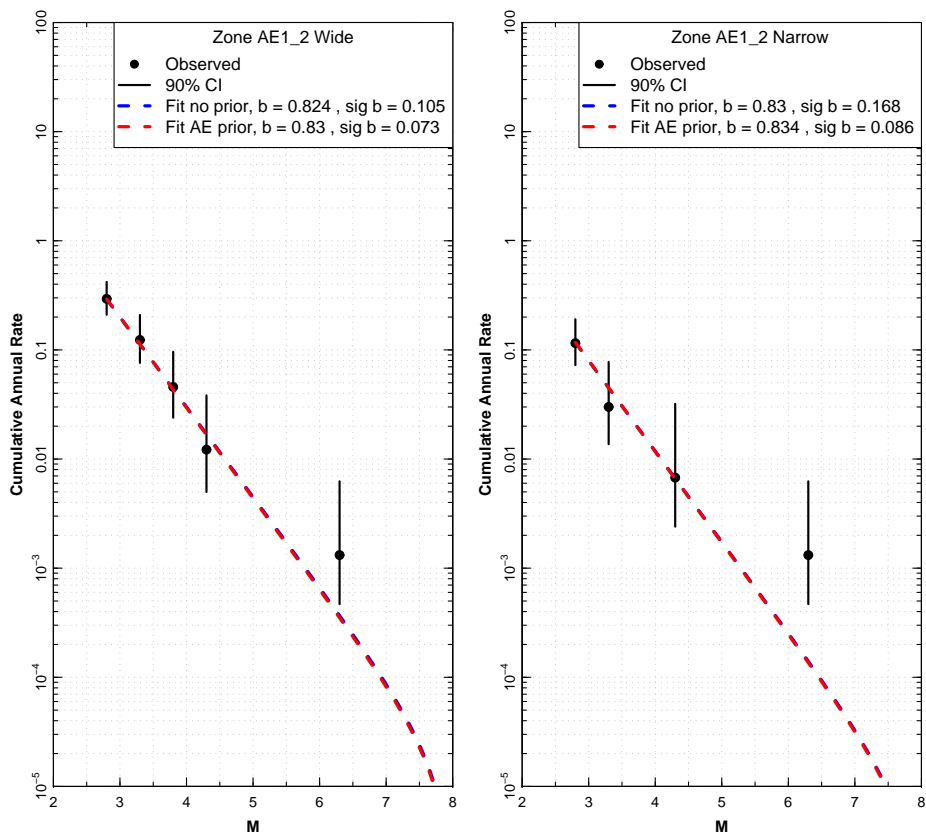 Zone AE1_2 Wide
Observed
90% CI
Fit no prior, b = 0.824 , sig b = 0.105
Fit AE prior, b = 0.83 , sig b = 0.073
100
10
1
0.1
0.01
10⁻³
10⁻⁴
10⁻⁵
Cumulative Annual Rate
2 3 4 5 6 7 8
M
Zone AE1_2 Narrow
Observed
90% CI
Fit no prior, b = 0.83 , sig b = 0.168
Fit AE prior, b = 0.834 , sig b = 0.086
100
10
1
0.1
0.01
10⁻³
10⁻⁴
10⁻⁵
Cumulative Annual Rate
2 3 4 5 6 7 8
M